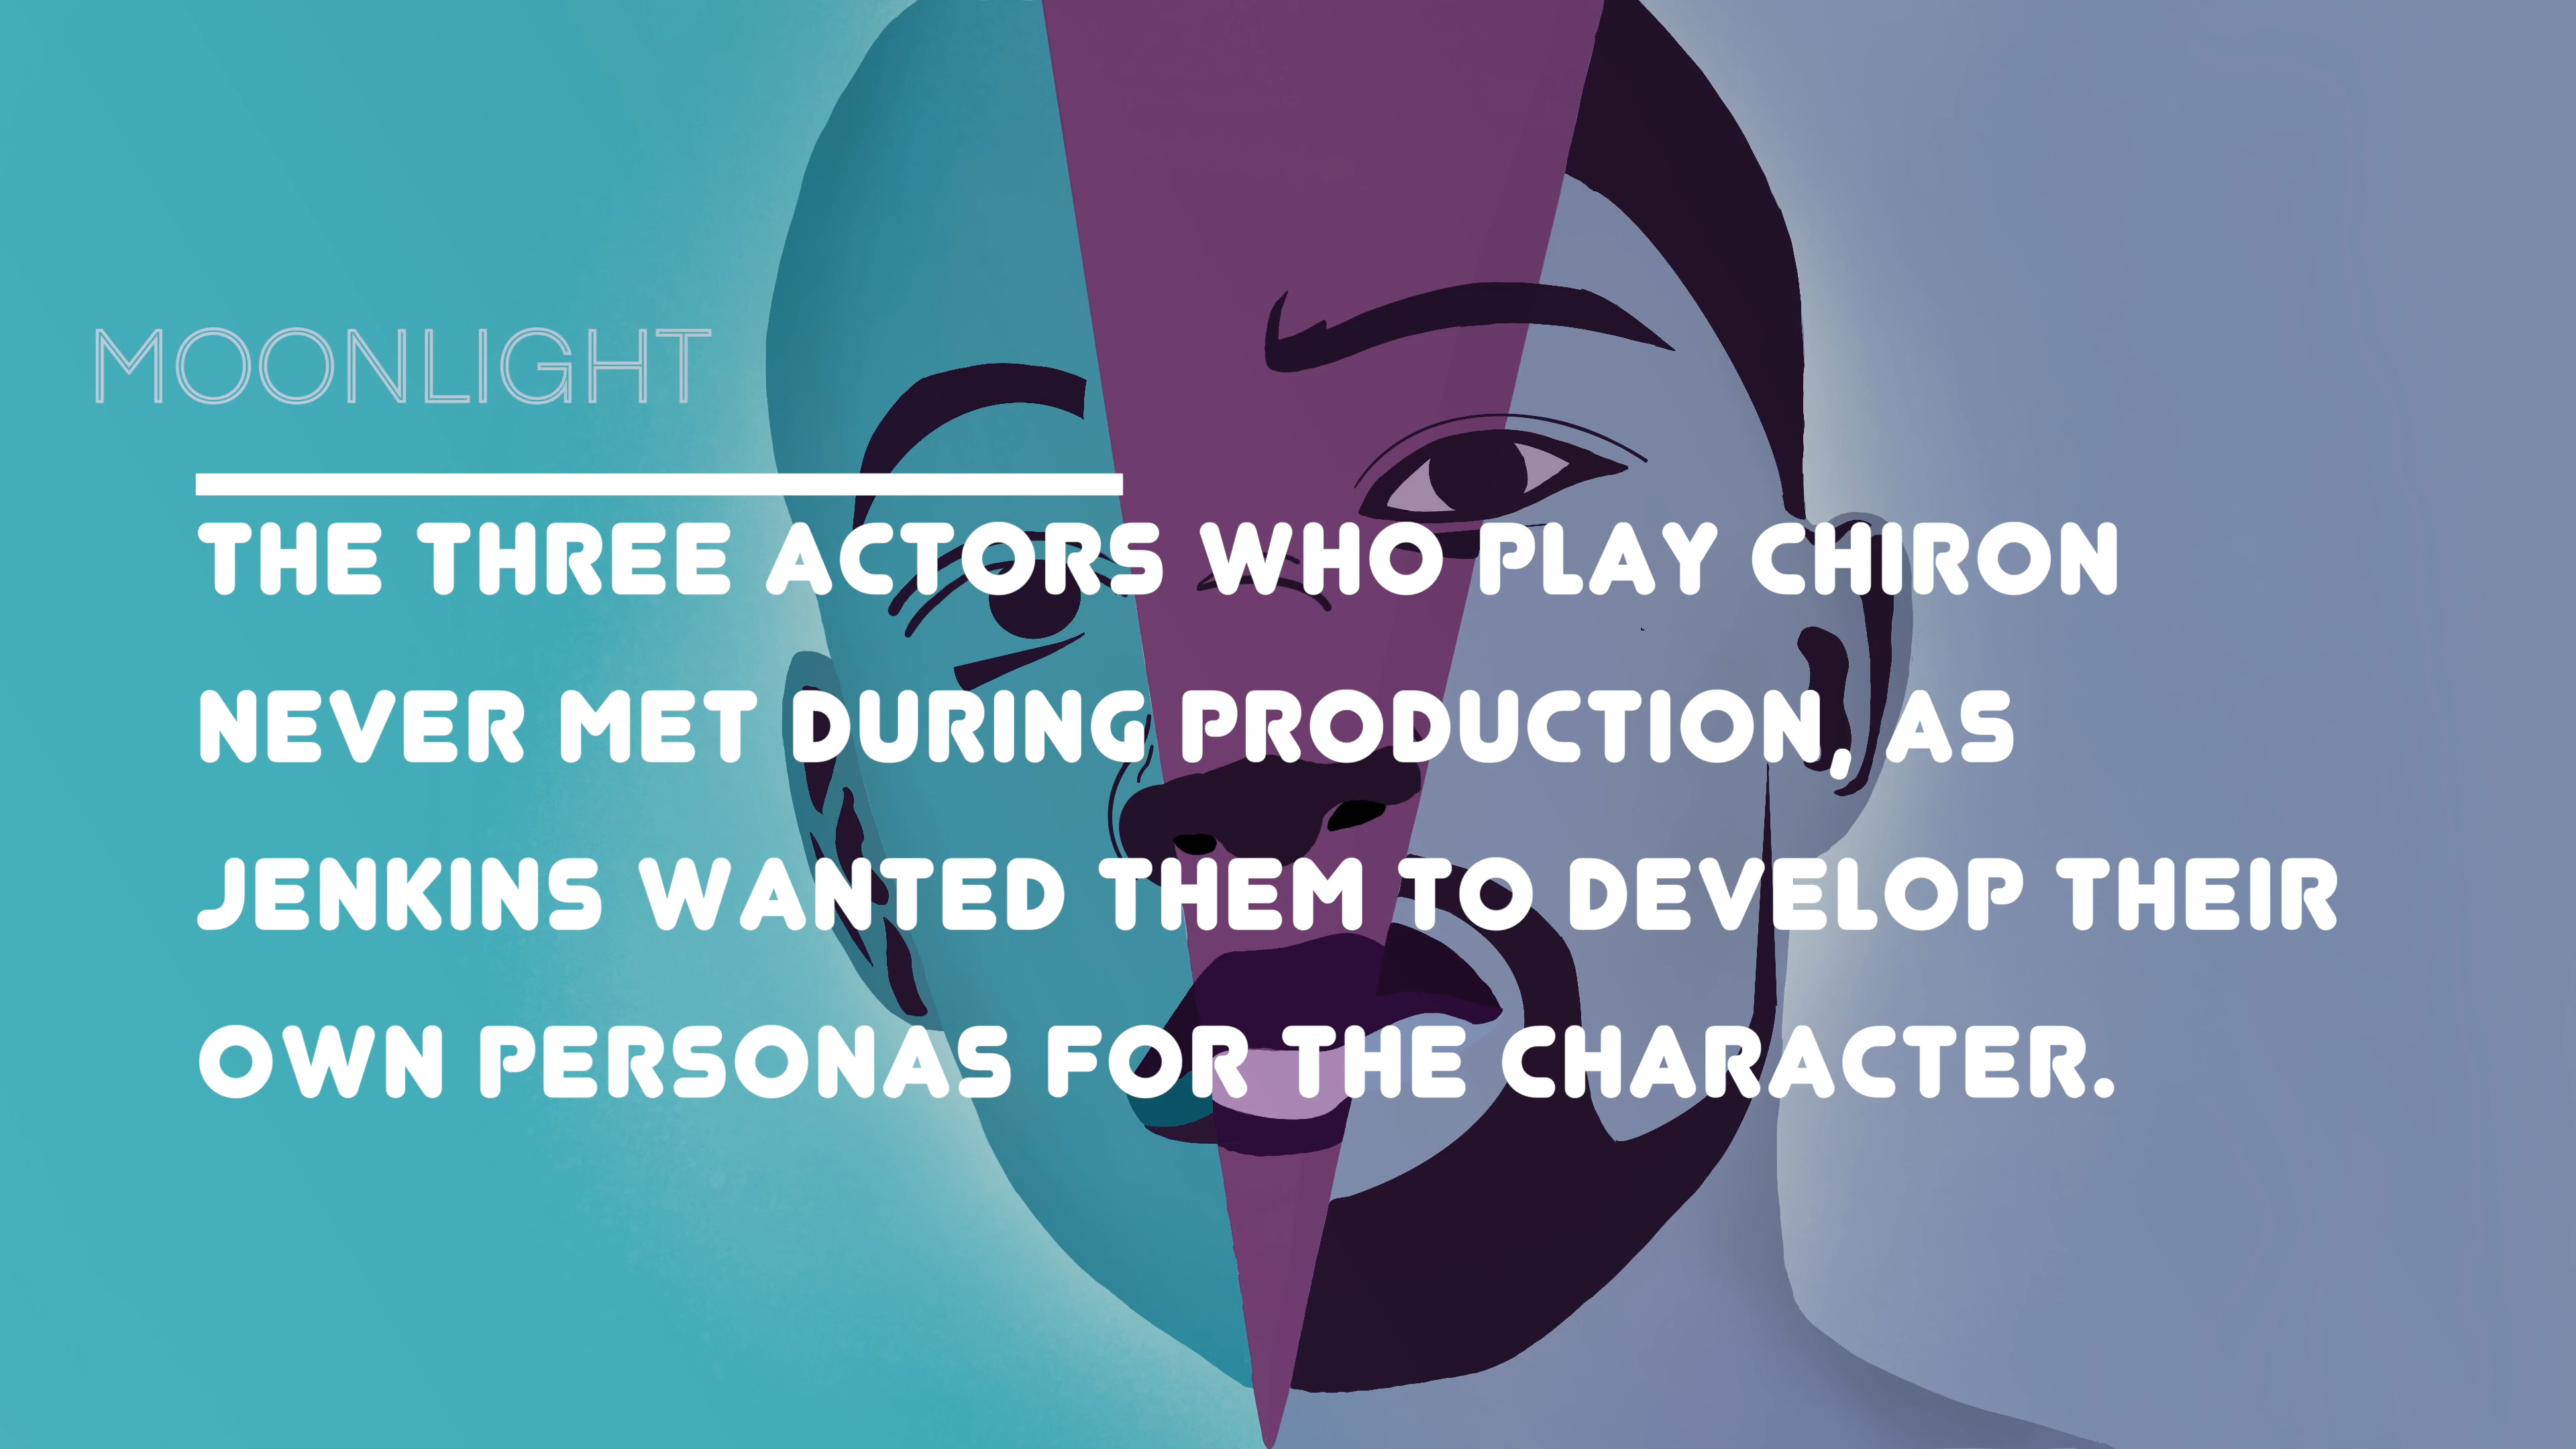 MOONLIGHT
THE THREE ACTORS WHO PLAY CHIRON
NEVER MET DURING PRODUCTION, AS
JENKINS WANTED THEM TO DEVELOP THEIR
OWN PERSONAS FOR THE CHARACTER.